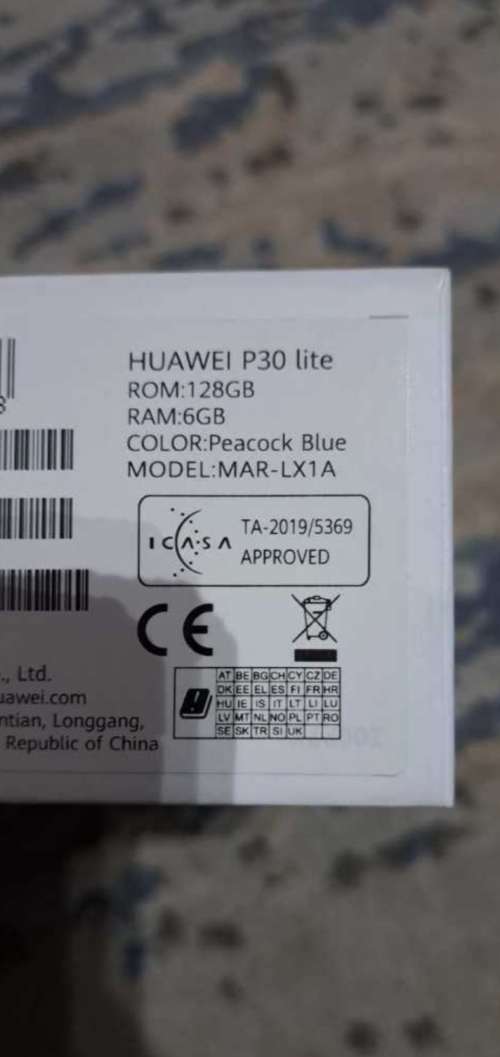 HUAWEI P30 lite
ROM:128GB
RAM:6GB
COLOR:Peacock Blue
MODEL:MAR-LX1A
ICASA TA-2019/5369
APPROVED
CE
AT BE BG CH CY CZ DE
DK EE EL ES FI FR HR
HU IE IS IT LT LI LU
LV MT NL NO PL PT RO
SE SK TR SI UK
., Ltd.
uawei.com
ntian, Longgang,
Republic of China